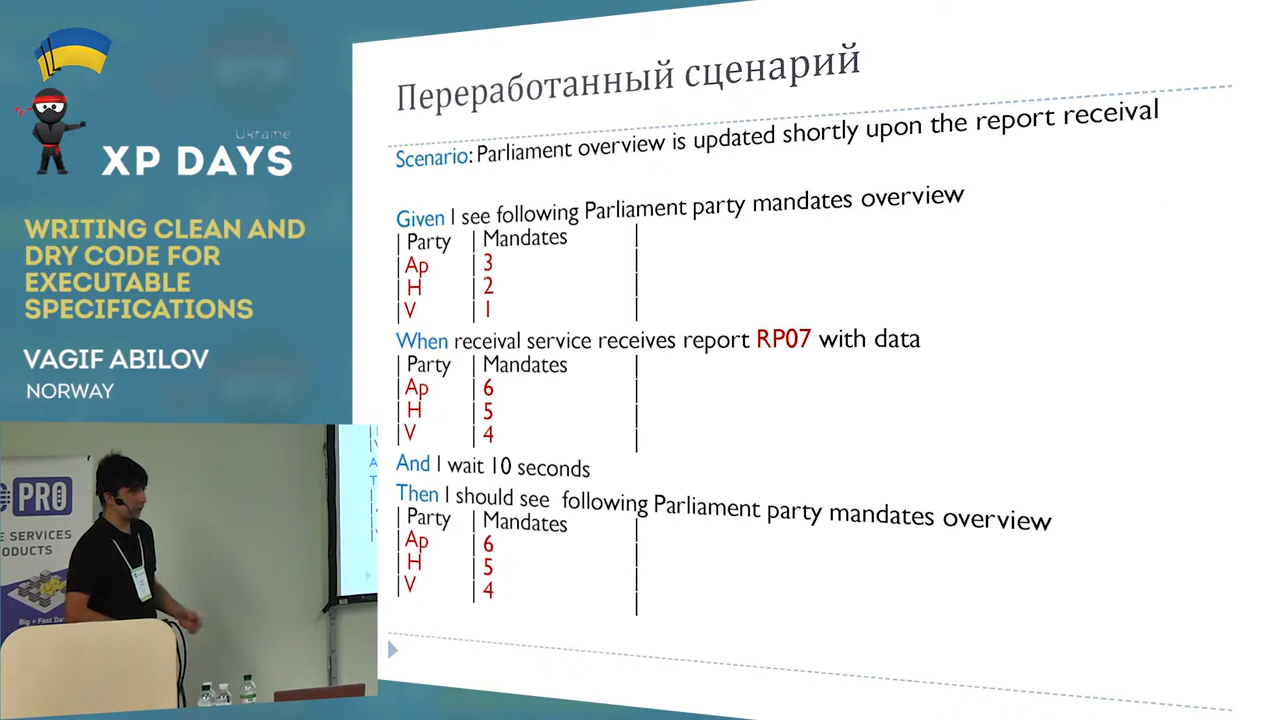 Ukraine
XP DAYS
WRITING CLEAN AND
DRY CODE FOR
EXECUTABLE
SPECIFICATIONS
VAGIF ABILOV
NORWAY
PRO
E SERVICES
ODUCTS
Big + Fast Da
Переработанный сценарий
Scenario: Parliament overview is updated shortly upon the report receival
Given I see following Parliament party mandates overview
| Party | Mandates |
| Ap | 3 |
| H | 2 |
| V | 1 |
When receival service receives report RP07 with data
| Party | Mandates |
| Ap | 6 |
| H | 5 |
| V | 4 |
And I wait 10 seconds
Then I should see following Parliament party mandates overview
| Party | Mandates |
| Ap | 6 |
| H | 5 |
| V | 4 |